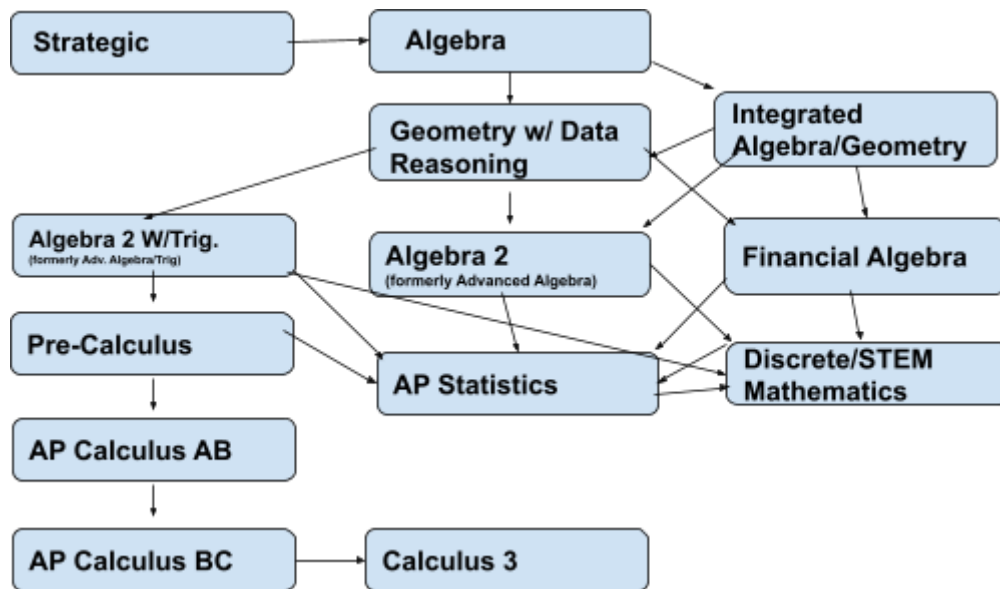 Strategic
Algebra
Integrated
Algebra/Geometry
Geometry w/ Data
Reasoning
Algebra 2 W/Trig.
(formerly Adv. Algebra/Trig)
Algebra 2
(formerly Advanced Algebra)
Financial Algebra
Pre-Calculus
AP Statistics
Discrete/STEM
Mathematics
AP Calculus AB
AP Calculus BC
Calculus 3